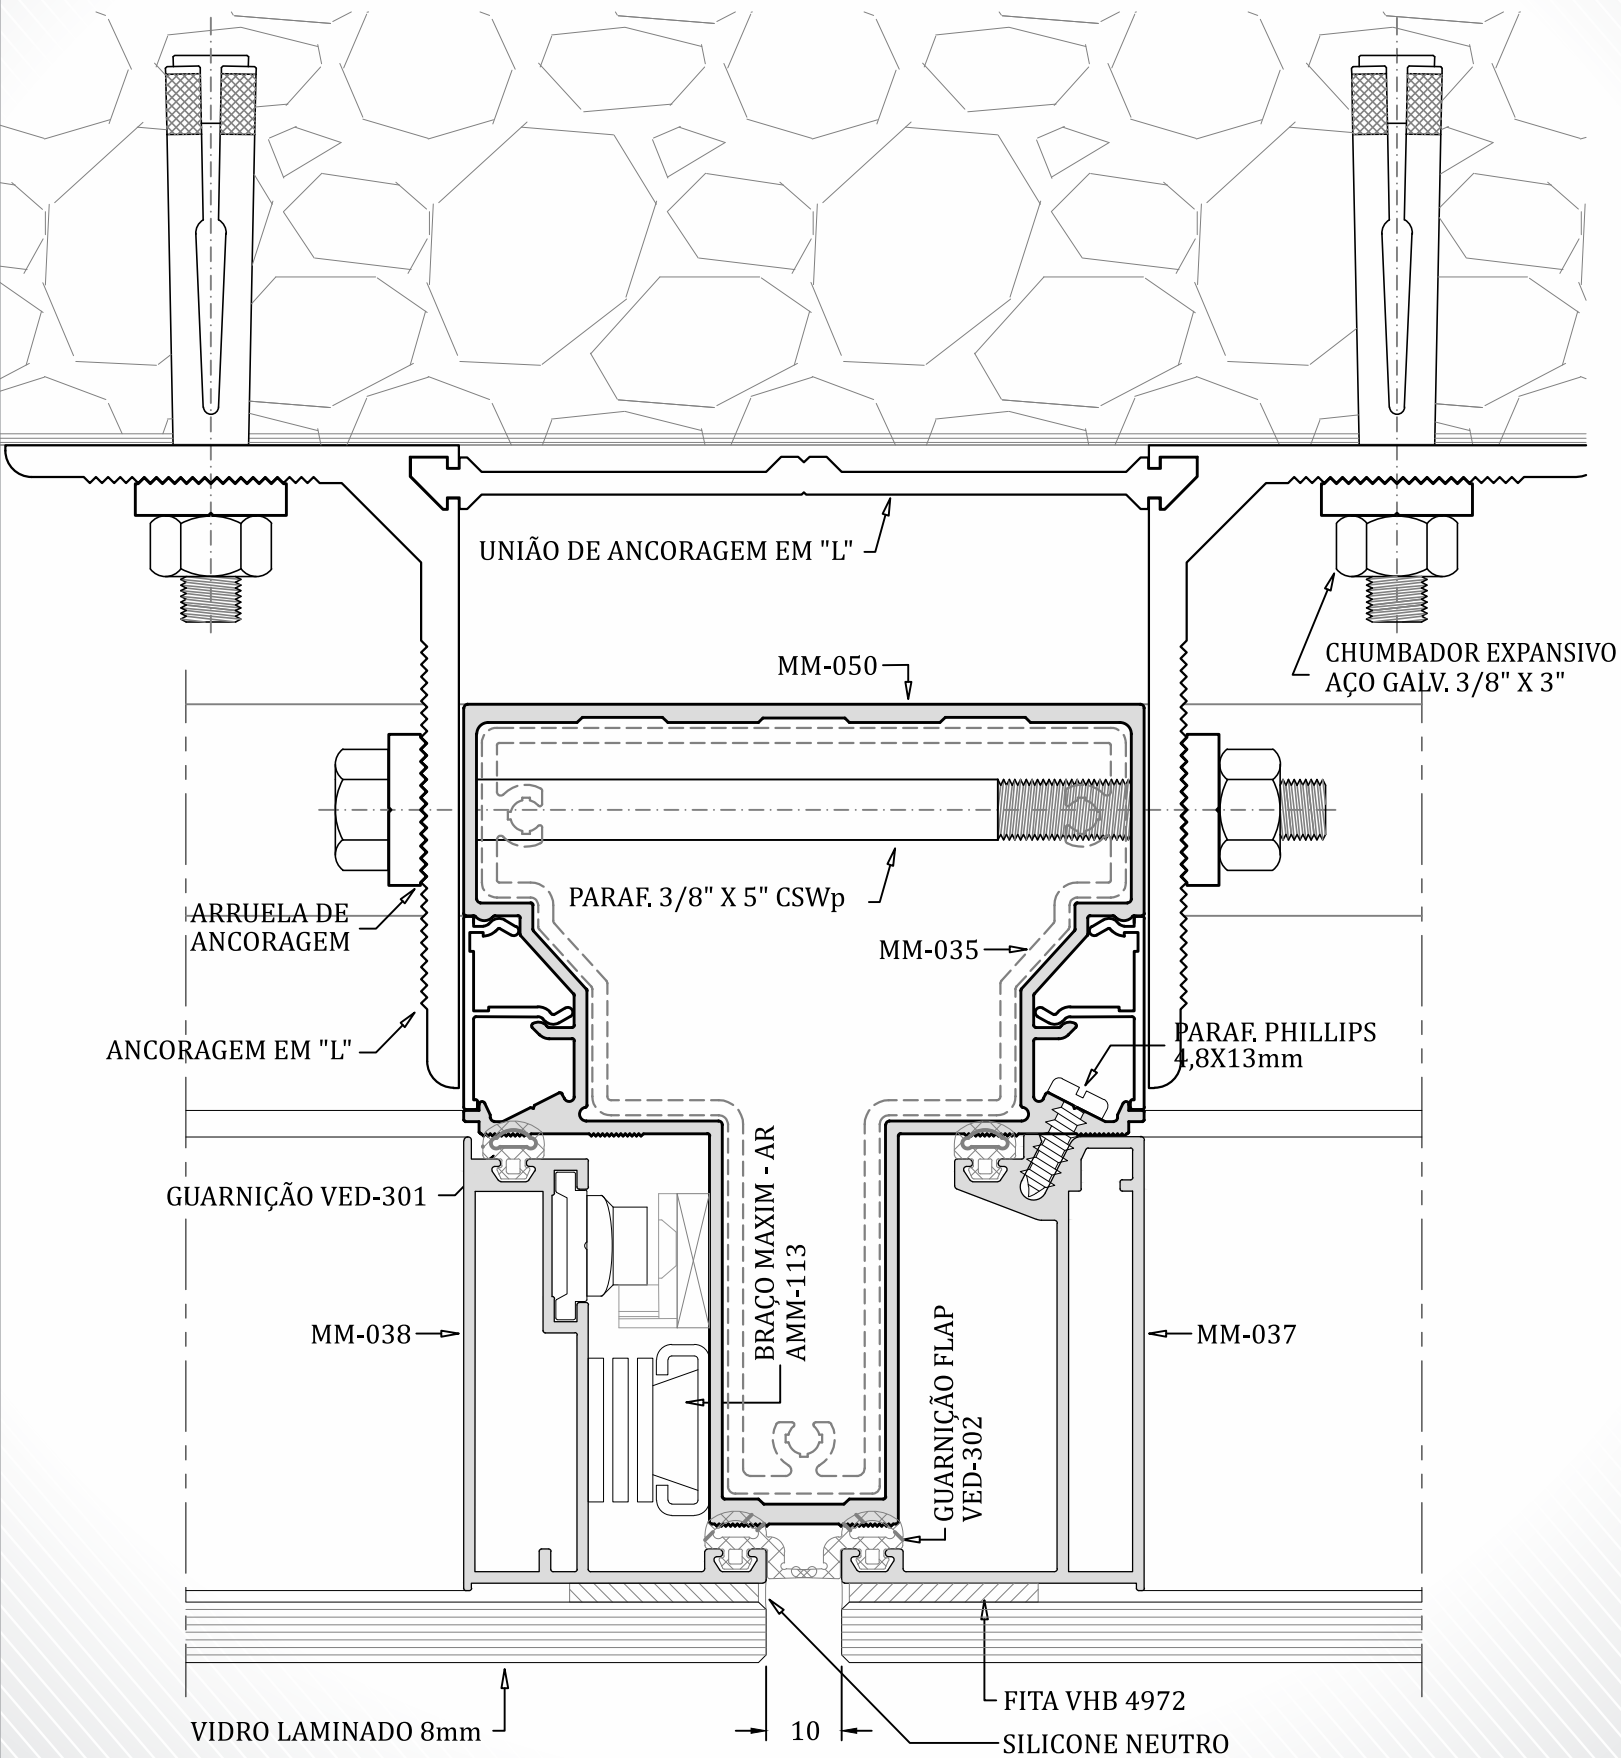 UNIÃO DE ANCORAGEM EM "L"
CHUMBADOR EXPANSIVO
AÇO GALV. 3/8" X 3"
MM-050
PARAF. 3/8" X 5" CSWp
ARRUELA DE
ANCORAGEM
MM-035
ANCORAGEM EM "L"
PARAF. PHILLIPS
4,8X13mm
GUARNIÇÃO VED-301
BRAÇO MAXIM - AR
AMM-113
MM-038
MM-037
GUARNIÇÃO FLAP
VED-302
FITA VHB 4972
VIDRO LAMINADO 8mm
10
SILICONE NEUTRO